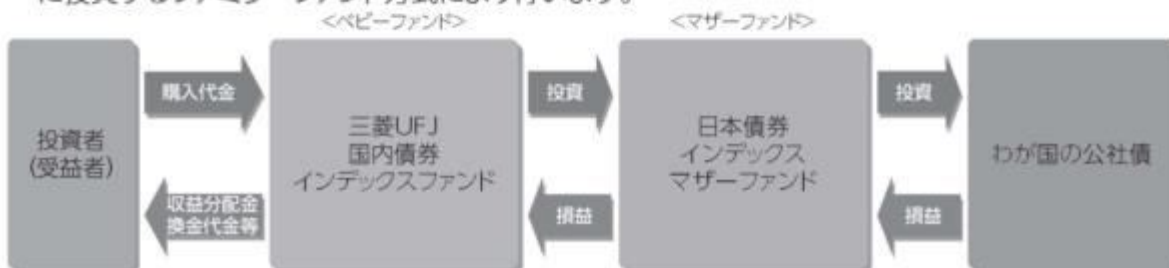 に投資するファミリーファンド方式により行います。
<ベビーファンド>
<マザーファンド>
投資者
(受益者)
購入代金
収益分配金
換金代金等
三菱UFJ
国内債券
インデックスファンド
投資
損益
日本債券
インデックス
マザーファンド
投資
損益
わが国の公社債